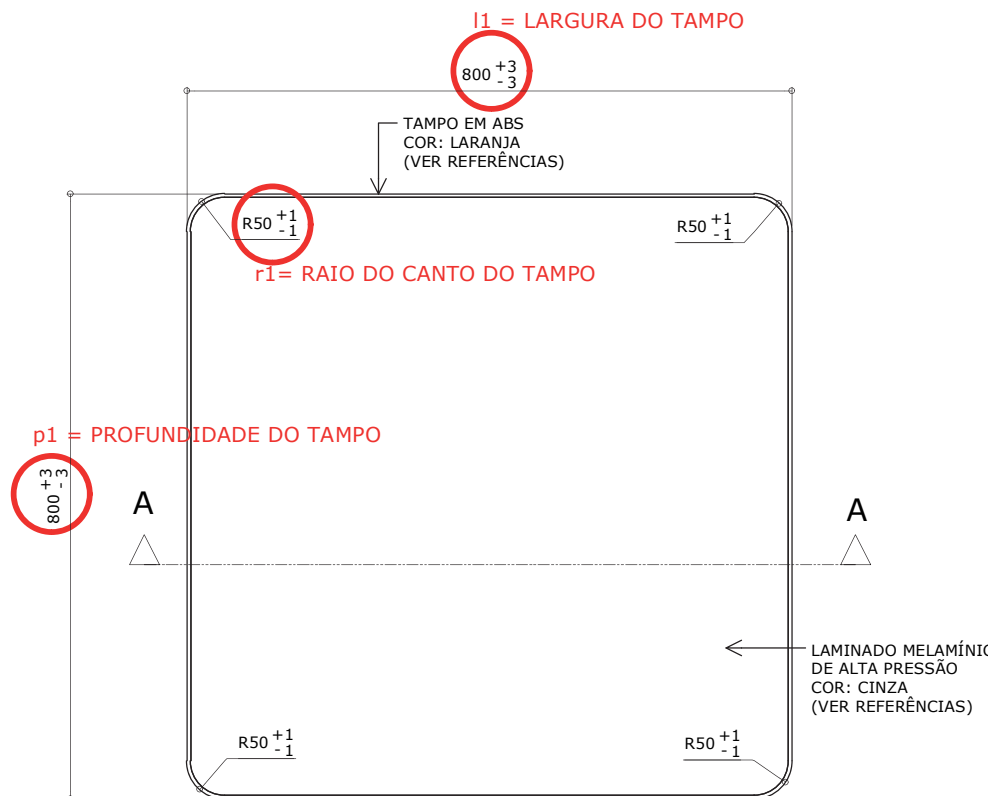 l1 = LARGURA DO TAMPO
800 +3 -3
TAMPO EM ABS
COR: LARANJA
(VER REFERÊNCIAS)
R50 +1 -1
R50 +1 -1
r1= RAIO DO CANTO DO TAMPO
p1 = PROFUNDIDADE DO TAMPO
800 +3 -3
A
A
LAMINADO MELAMÍNIC
DE ALTA PRESSÃO
COR: CINZA
(VER REFERÊNCIAS)
R50 +1 -1
R50 +1 -1